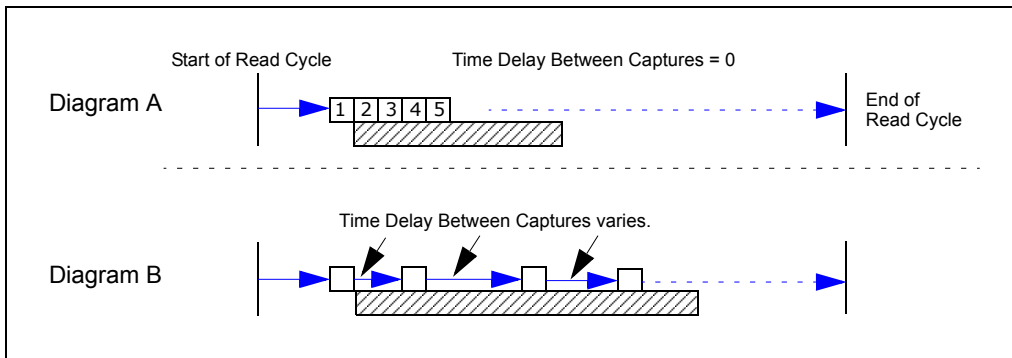 Start of Read Cycle
Time Delay Between Captures = 0
Diagram A
1 2 3 4 5
End of
Read Cycle
Time Delay Between Captures varies.
Diagram B